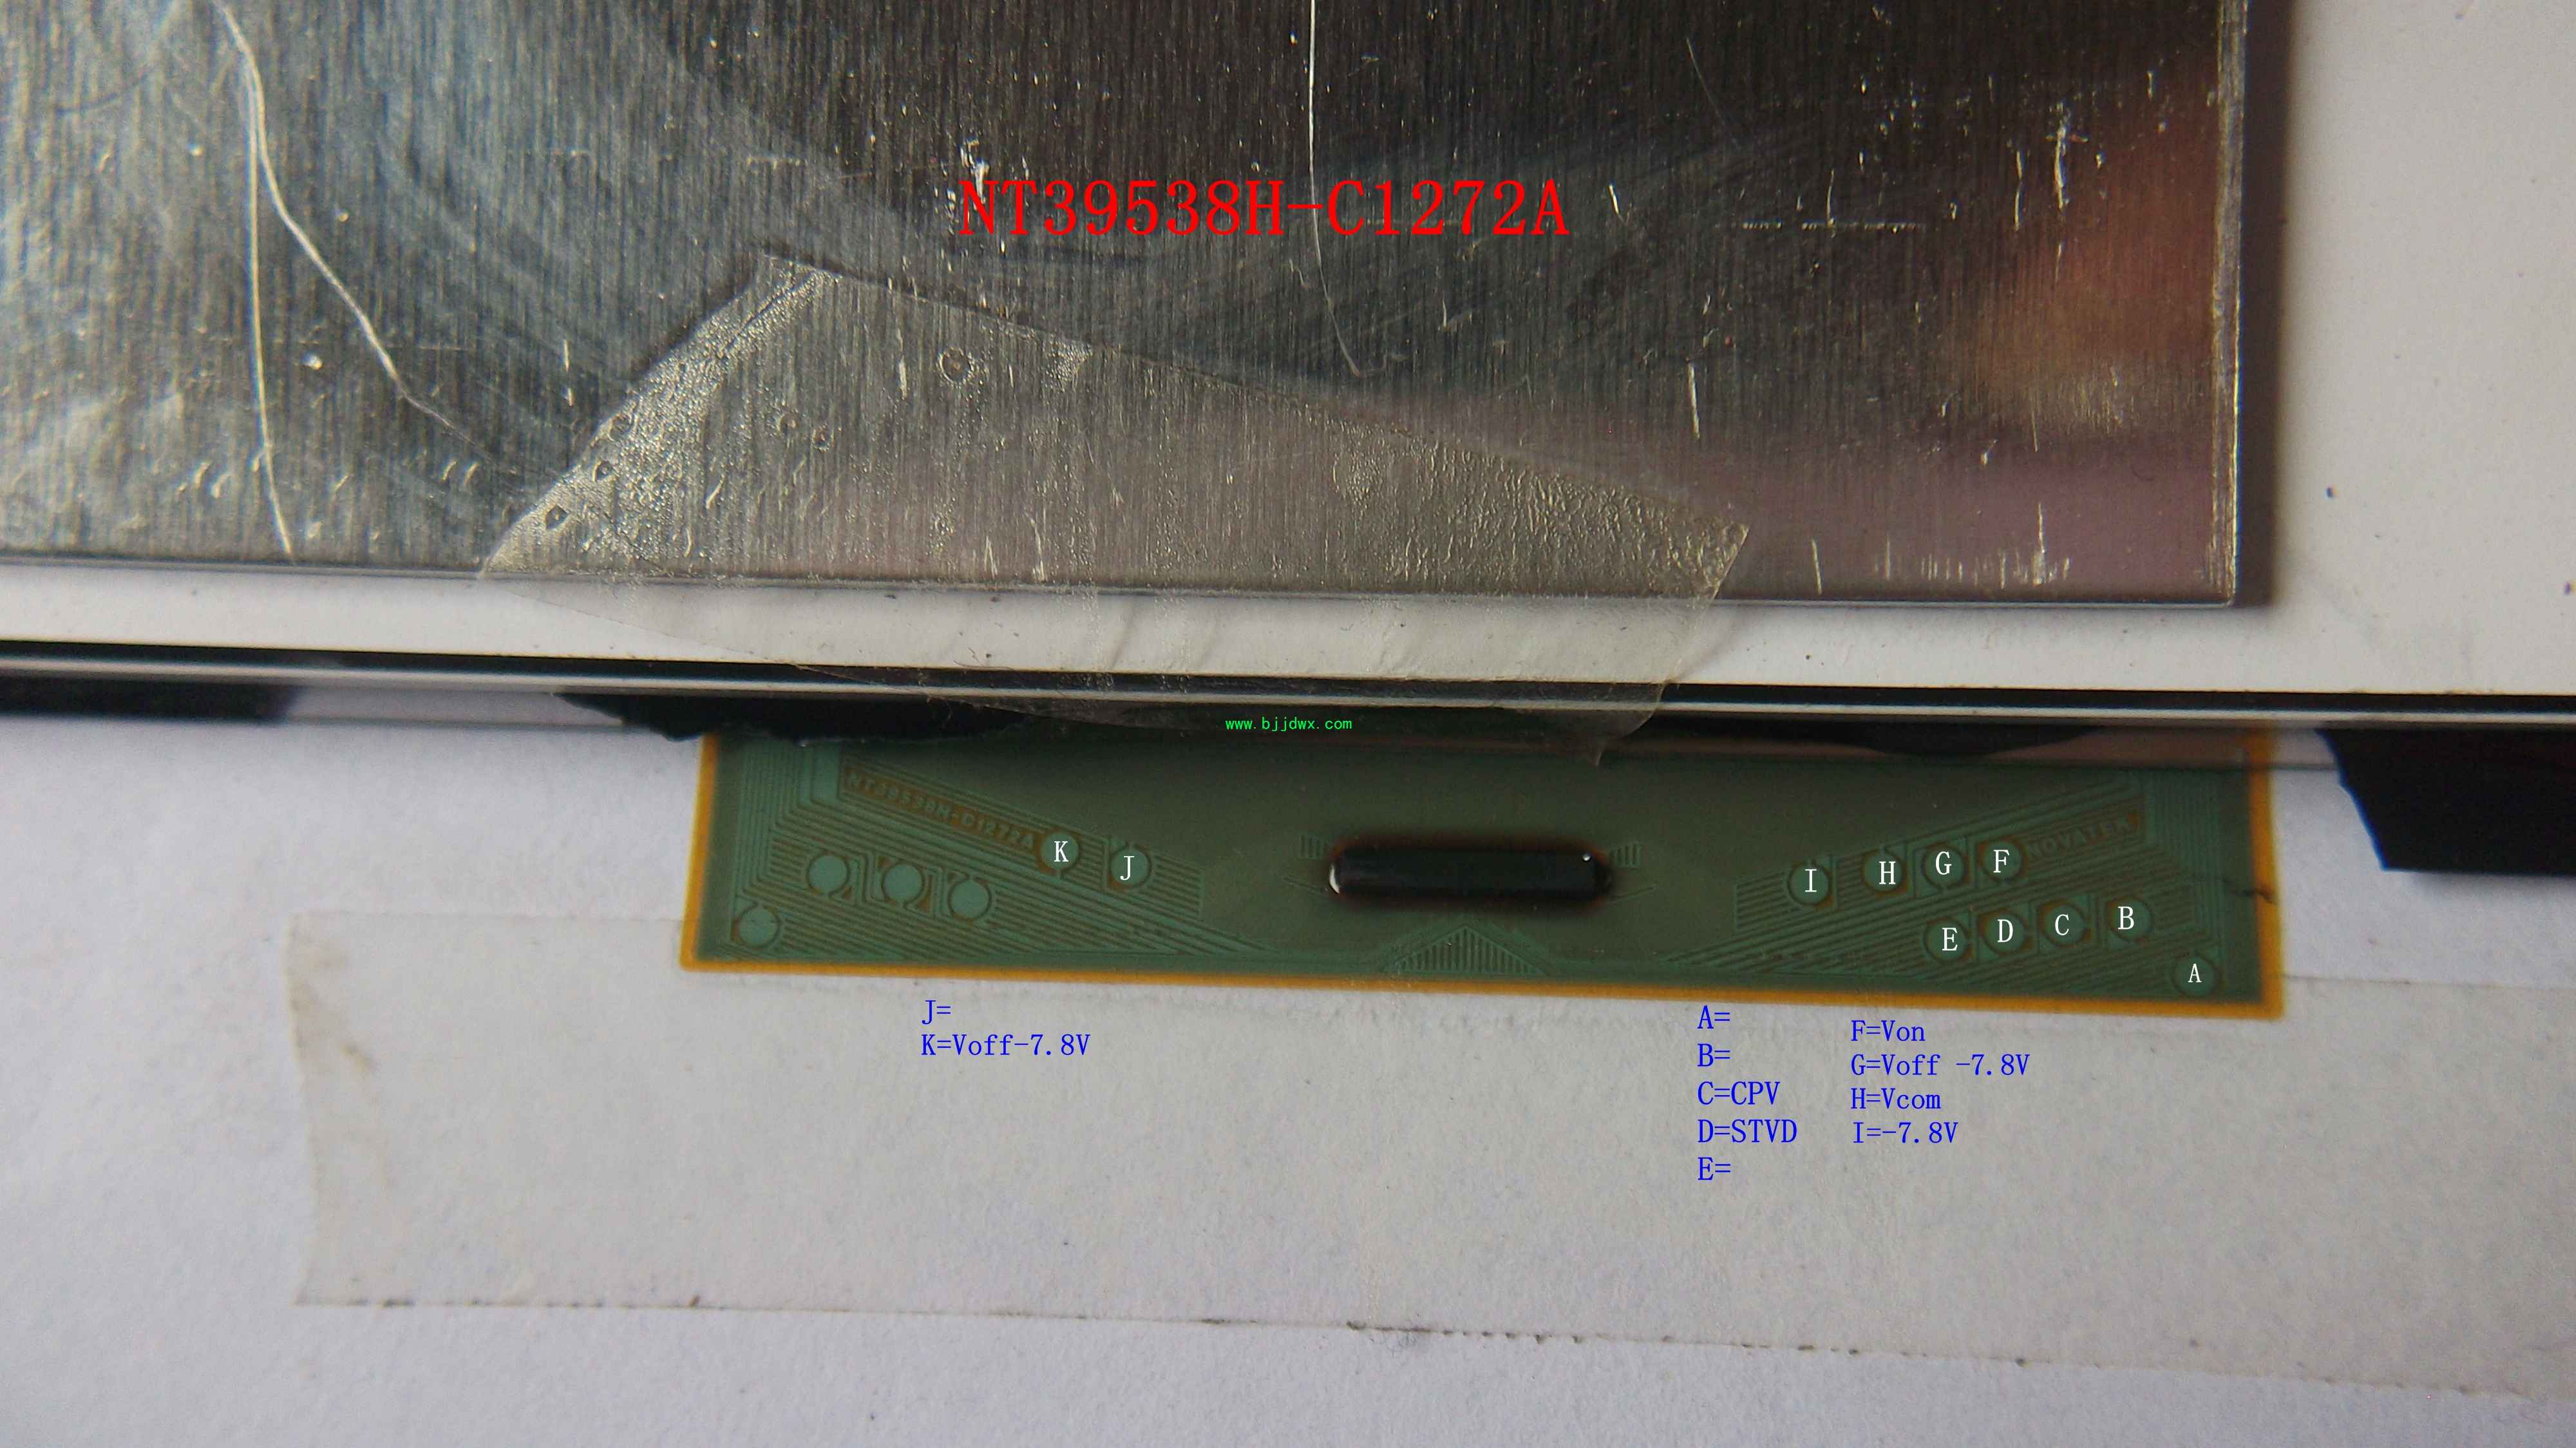 NT39538H-C1272A
www.bjjdwx.com
NT39538H-C1272A
NOVATEK
K
J
I
H
G
F
E
D
C
B
A
J=
K=Voff-7.8V
A=
B=
C=CPV
D=STVD
E=
F=Von
G=Voff -7.8V
H=Vcom
I=-7.8V